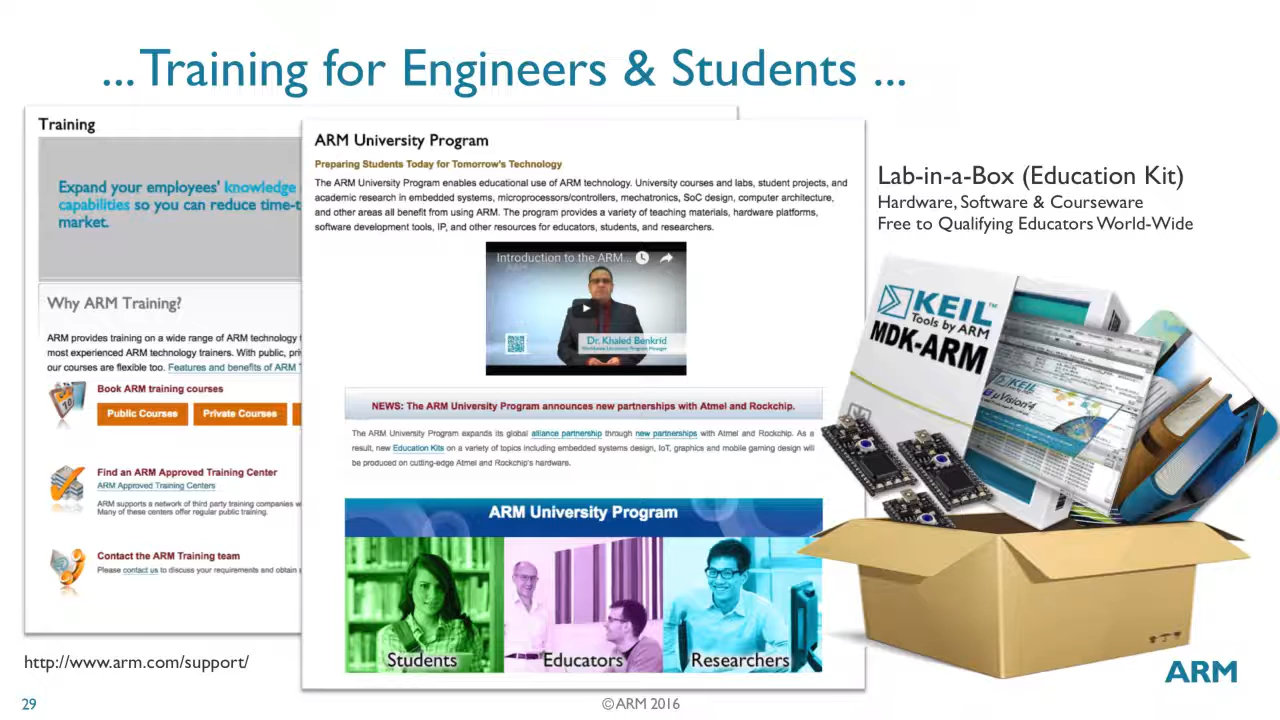 ... Training for Engineers & Students ...
Training
Expand your employees' knowledge
capabilities so you can reduce time-t
market.
Why ARM Training?
ARM provides training on a wide range of ARM technology t
most experienced ARM technology trainers. With public, priv
our courses are flexible too. Features and benefits of ARM T
Book ARM training courses
Public Courses
Private Courses
Find an ARM Approved Training Center
ARM Approved Training Centers
ARM supports a network of third party training companies w
Many of these centers offer regular public training.
Contact the ARM Training team
Please contact us to discuss your requirements and obtain
http://www.arm.com/support/
ARM University Program
Preparing Students Today for Tomorrow's Technology
The ARM University Program enables educational use of ARM technology. University courses and labs, student projects, and
academic research in embedded systems, microprocessors/controllers, mechatronics, SoC design, computer architecture,
and other areas all benefit from using ARM. The program provides a variety of teaching materials, hardware platforms,
software development tools, IP, and other resources for educators, students, and researchers.
Introduction to the ARM...
Dr. Khaled Benkrid
Worldwide University Program Manager
NEWS: The ARM University Program announces new partnerships with Atmel and Rockchip.
The ARM University Program expands its global alliance partnership through new partnerships with Atmel and Rockchip. As a
result, new Education Kits on a variety of topics including embedded systems design, IoT, graphics and mobile gaming design will
be produced on cutting-edge Atmel and Rockchip's hardware.
ARM University Program
Students
Educators
Researchers
Lab-in-a-Box (Education Kit)
Hardware, Software & Courseware
Free to Qualifying Educators World-Wide
KEIL™
Tools by ARM
MDK-ARM
KEIL
µVision4
ARM
29
© ARM 2016